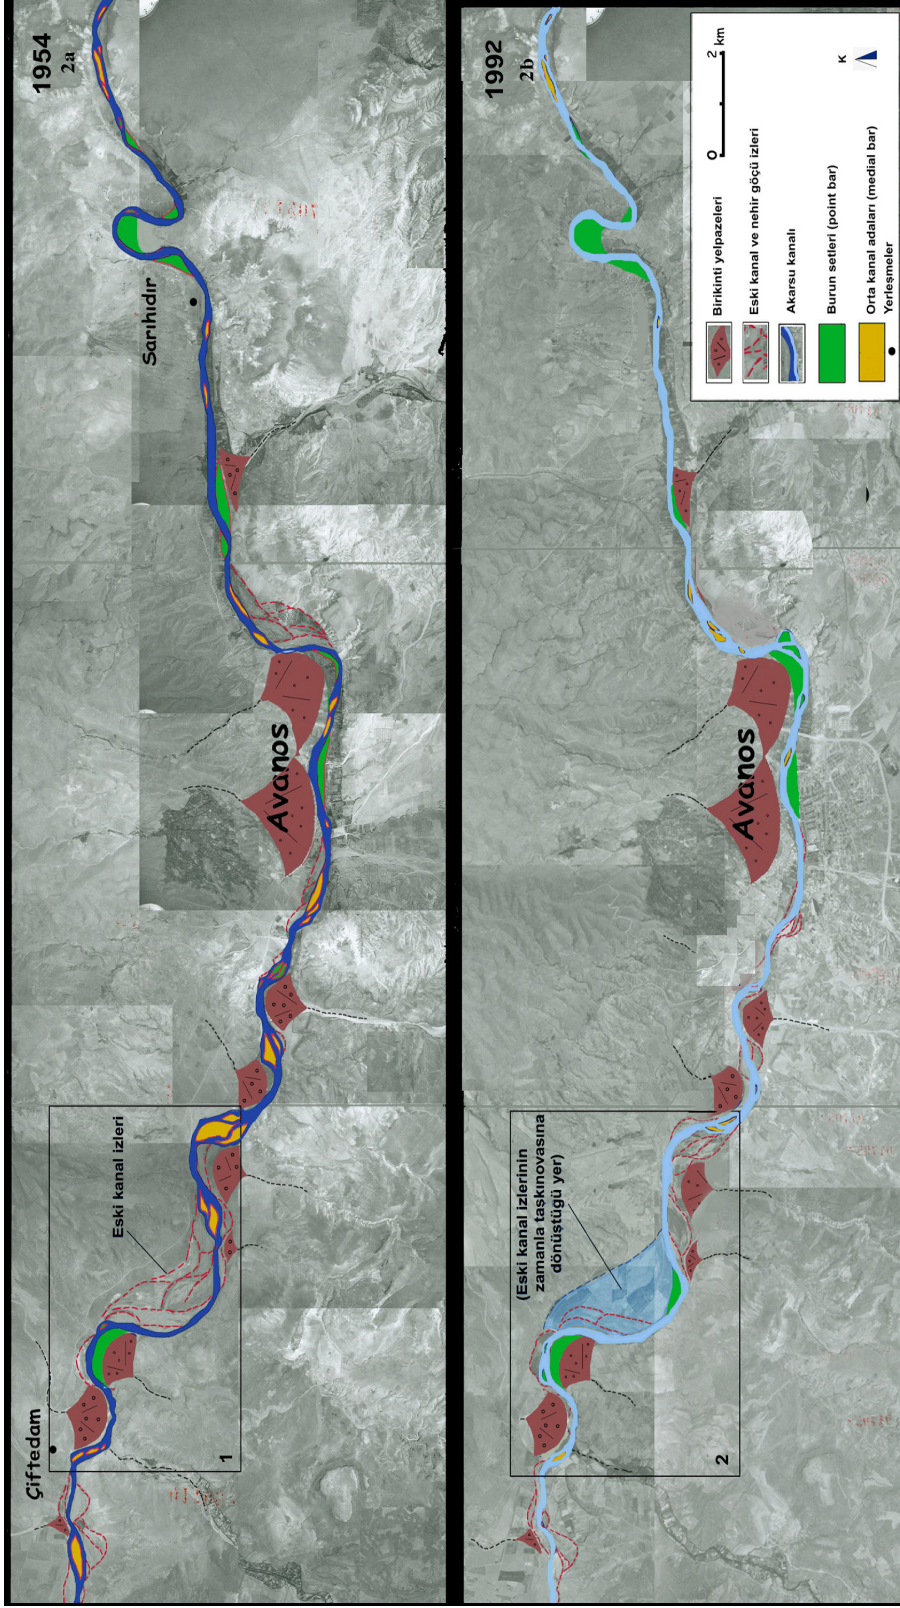 1954
2a
Sarıhıdır
Avanos
Eski kanal izleri
Çiftedam
1
1992
2b
Avanos
(Eski kanal izlerinin
zamanla taşkınovasına
dönüştüğü yer)
2
0
2 km
K
Birikinti yelpazeleri
Eski kanal ve nehir göçü izleri
Akarsu kanalı
Burun setleri (point bar)
Orta kanal adaları (medial bar)
Yerleşmeler